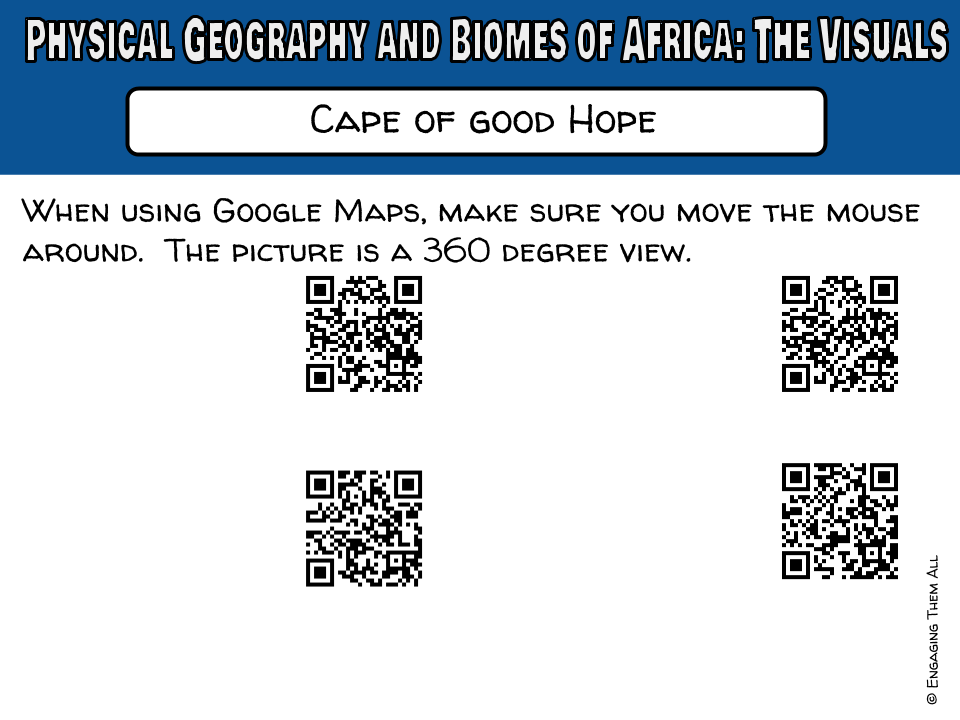 Physical Geography and Biomes of Africa: The Visuals
Cape of good Hope
When using Google Maps, make sure you move the mouse
around. The picture is a 360 degree view.
© Engaging Them All